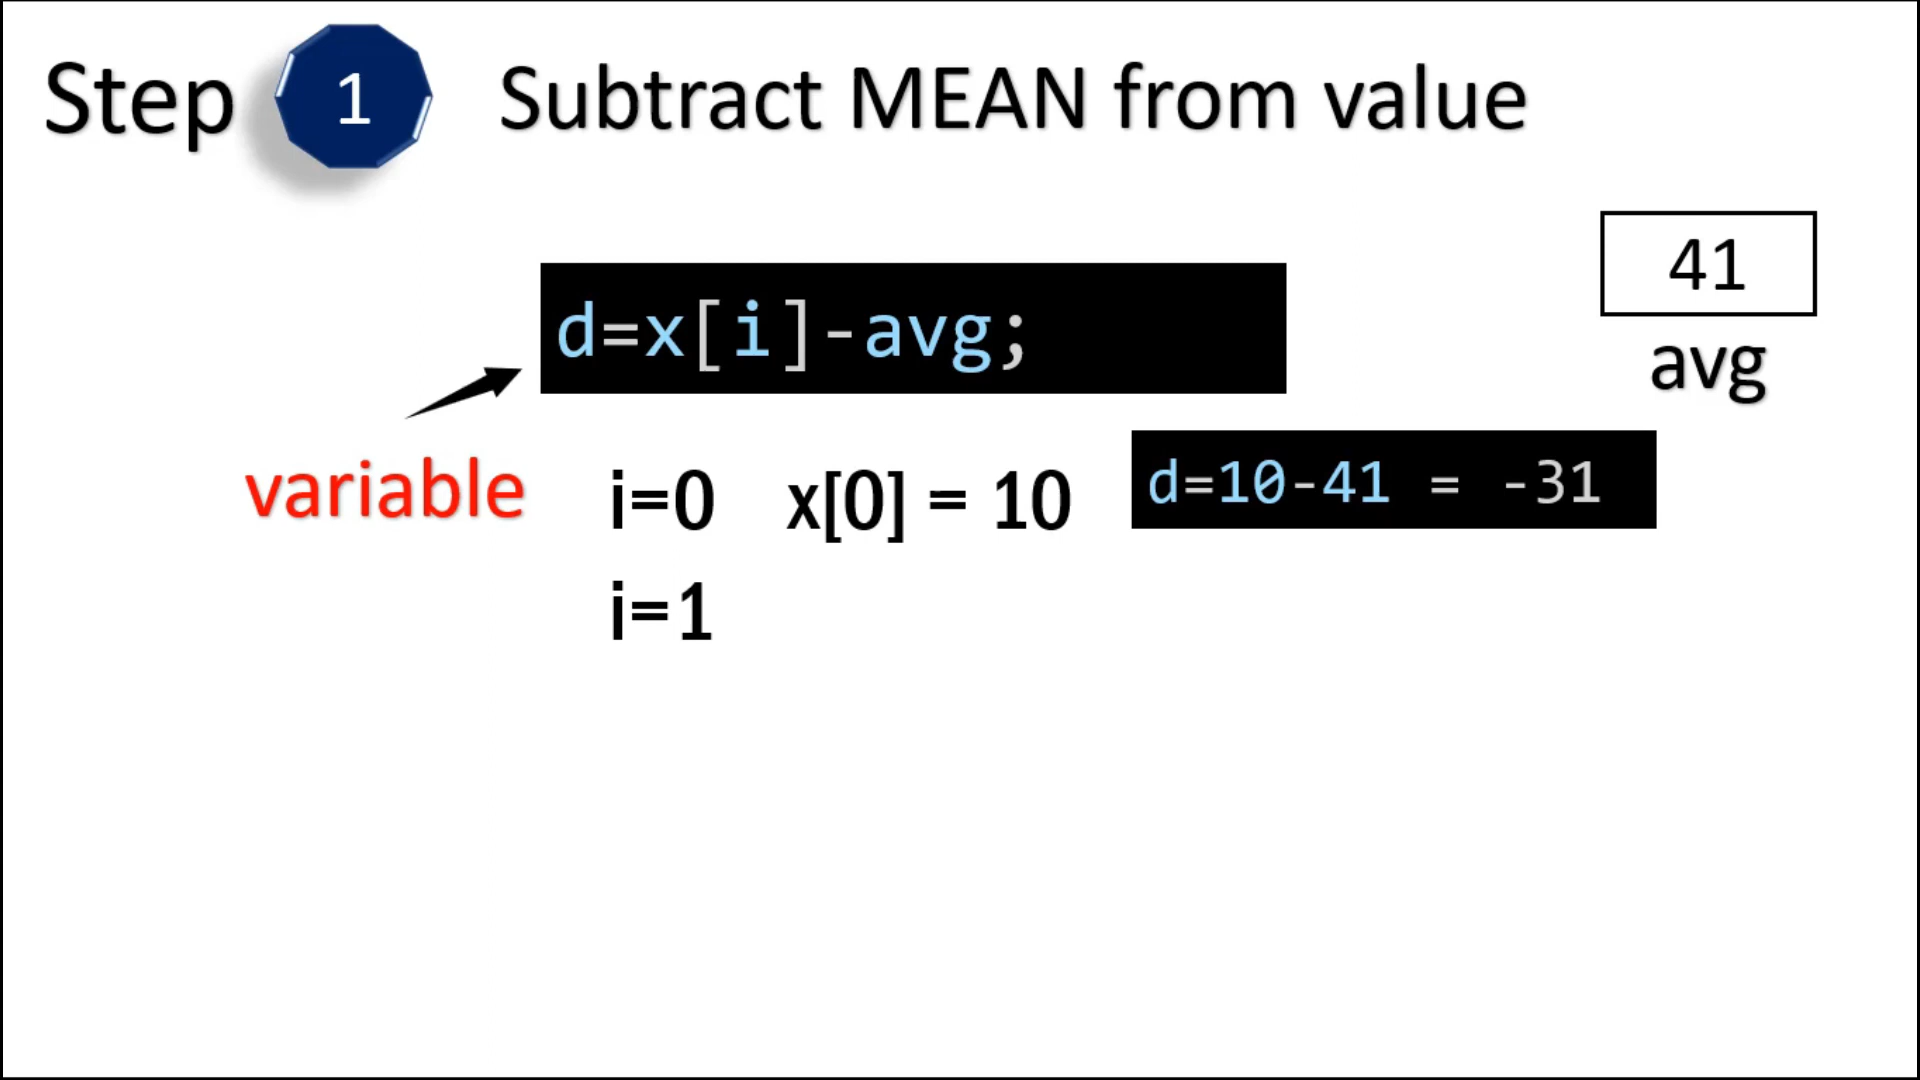 Step 1 Subtract MEAN from value
41
d=x[i]-avg;
avg
variable
i=0 x[0] = 10 d=10-41 = -31
i=1